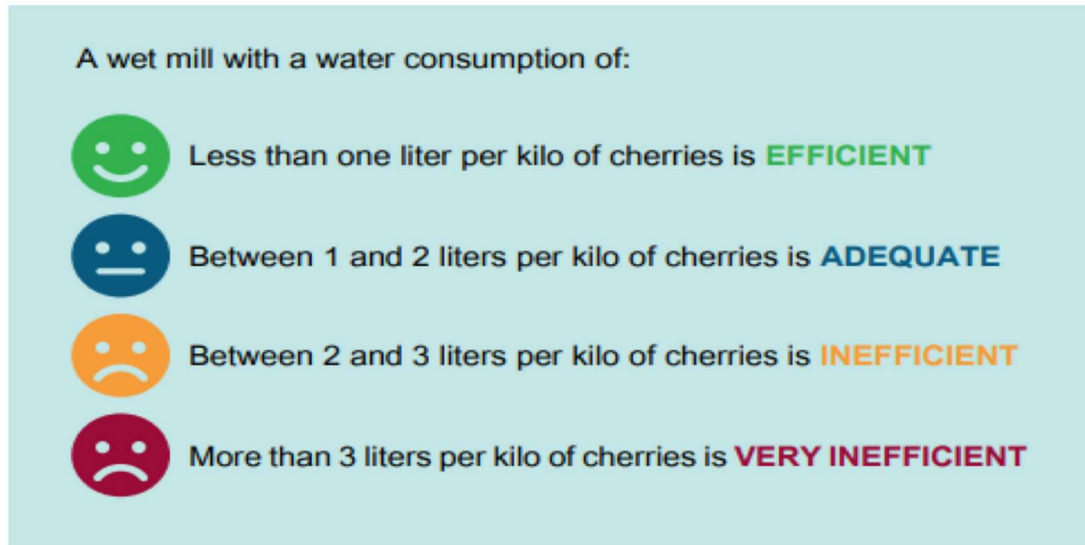 A wet mill with a water consumption of:
Less than one liter per kilo of cherries is EFFICIENT
Between 1 and 2 liters per kilo of cherries is ADEQUATE
Between 2 and 3 liters per kilo of cherries is INEFFICIENT
More than 3 liters per kilo of cherries is VERY INEFFICIENT